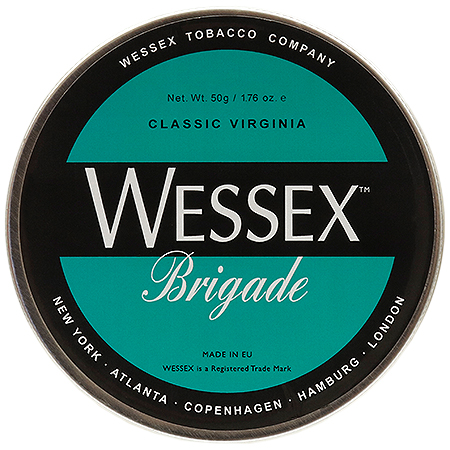 WESSEX TOBACCO COMPANY
Net. Wt. 50g / 1.76 oz. e
CLASSIC VIRGINIA
WESSEX™
Brigade
MADE IN EU
WESSEX is a Registered Trade Mark
NEW YORK · ATLANTA · COPENHAGEN · HAMBURG · LONDON